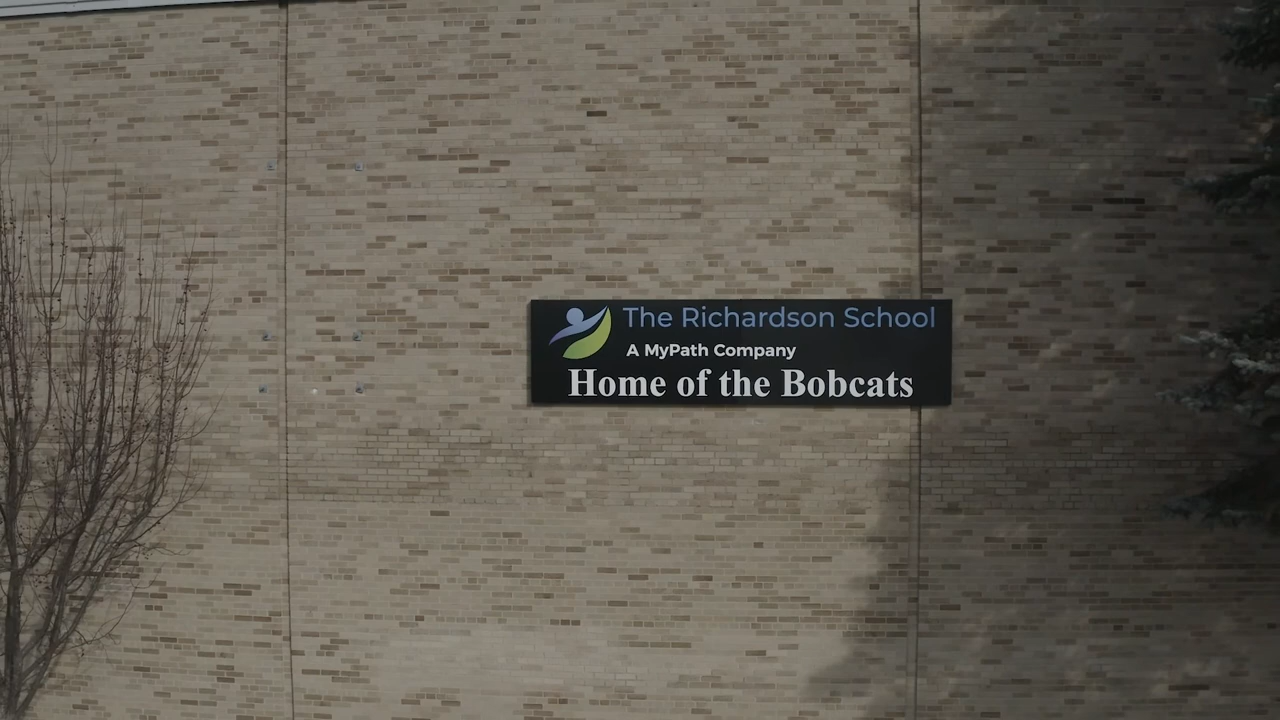 The Richardson School
A MyPath Company
Home of the Bobcats